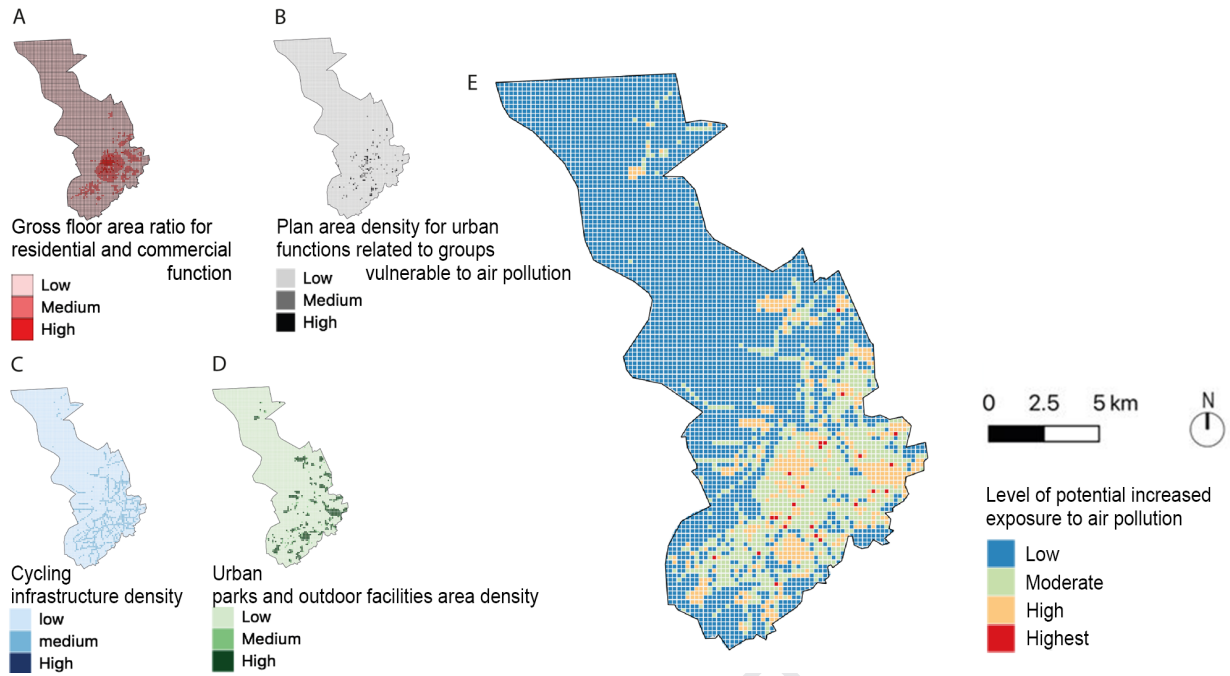 A
B
E
Gross floor area ratio for
residential and commercial
function
Low
Medium
High
Plan area density for urban
functions related to groups
vulnerable to air pollution
Low
Medium
High
C
D
Cycling
infrastructure density
low
medium
High
Urban
parks and outdoor facilities area density
Low
Medium
High
0 2.5 5 km
N
Level of potential increased
exposure to air pollution
Low
Moderate
High
Highest